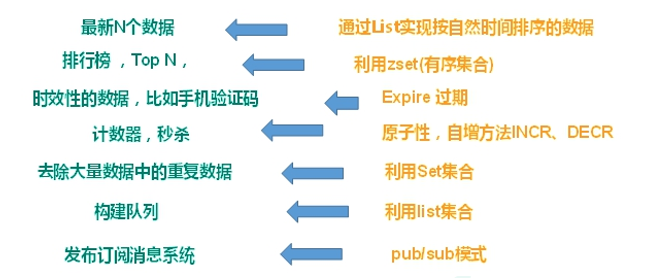 最新N个数据 通过List实现按自然时间排序的数据
排行榜，Top N， 利用zset(有序集合)
时效性的数据，比如手机验证码 Expire 过期
计数器，秒杀 原子性，自增方法INCR、DECR
去除大量数据中的重复数据 利用Set集合
构建队列 利用list集合
发布订阅消息系统 pub/sub模式